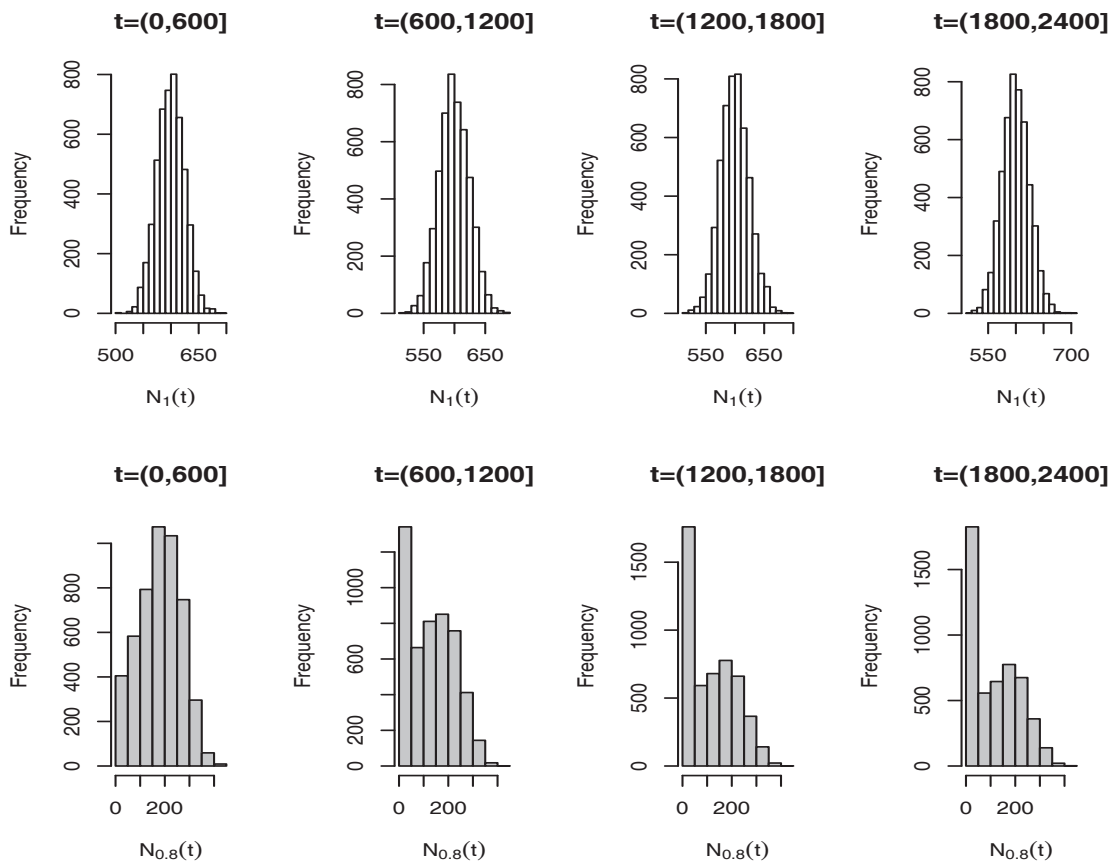 t=(0,600]
t=(600,1200]
t=(1200,1800]
t=(1800,2400]
Frequency
0 200 400 600 800
500 650
N1(t)
Frequency
0 200 400 600 800
550 650
N1(t)
Frequency
0 200 400 600 800
550 650
N1(t)
Frequency
0 200 400 600 800
550 700
N1(t)
t=(0,600]
t=(600,1200]
t=(1200,1800]
t=(1800,2400]
Frequency
0 200 400 600 800
0 200
N0.8(t)
Frequency
0 200 600 1000
0 200
N0.8(t)
Frequency
0 500 1000 1500
0 200
N0.8(t)
Frequency
0 500 1000 1500
0 200
N0.8(t)